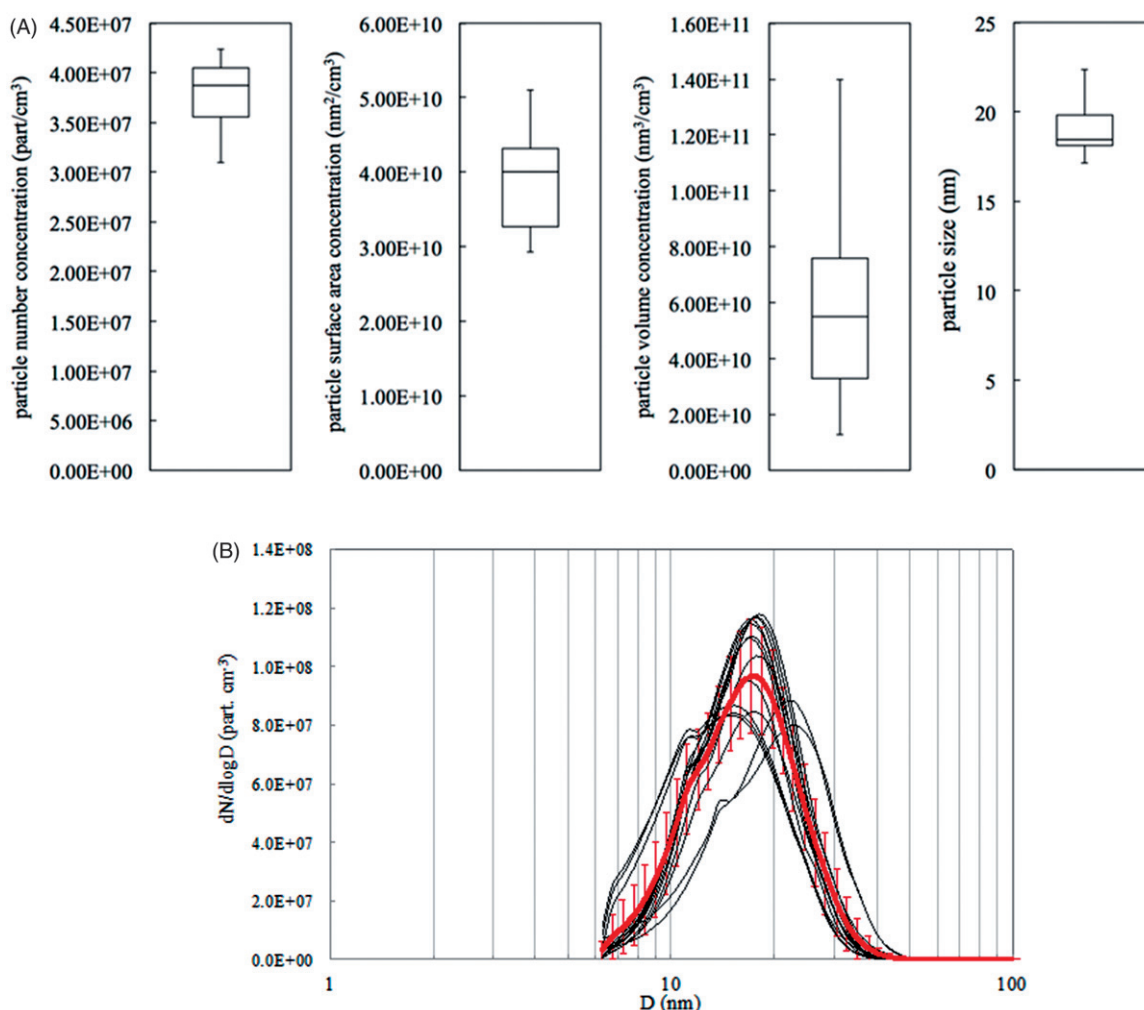 (A)
particle number concentration (part/cm³)
4.50E+07
4.00E+07
3.50E+07
3.00E+07
2.50E+07
2.00E+07
1.50E+07
1.00E+07
5.00E+06
0.00E+00
particle surface area concentration (nm²/cm³)
6.00E+10
5.00E+10
4.00E+10
3.00E+10
2.00E+10
1.00E+10
0.00E+00
particle volume concentration (nm³/cm³)
1.60E+11
1.40E+11
1.20E+11
1.00E+11
8.00E+10
6.00E+10
4.00E+10
2.00E+10
0.00E+00
particle size (nm)
25
20
15
10
5
0
(B)
dN/dlogD (part. cm⁻³)
1.4E+08
1.2E+08
1.0E+08
8.0E+07
6.0E+07
4.0E+07
2.0E+07
0.0E+00
1
10
100
D (nm)